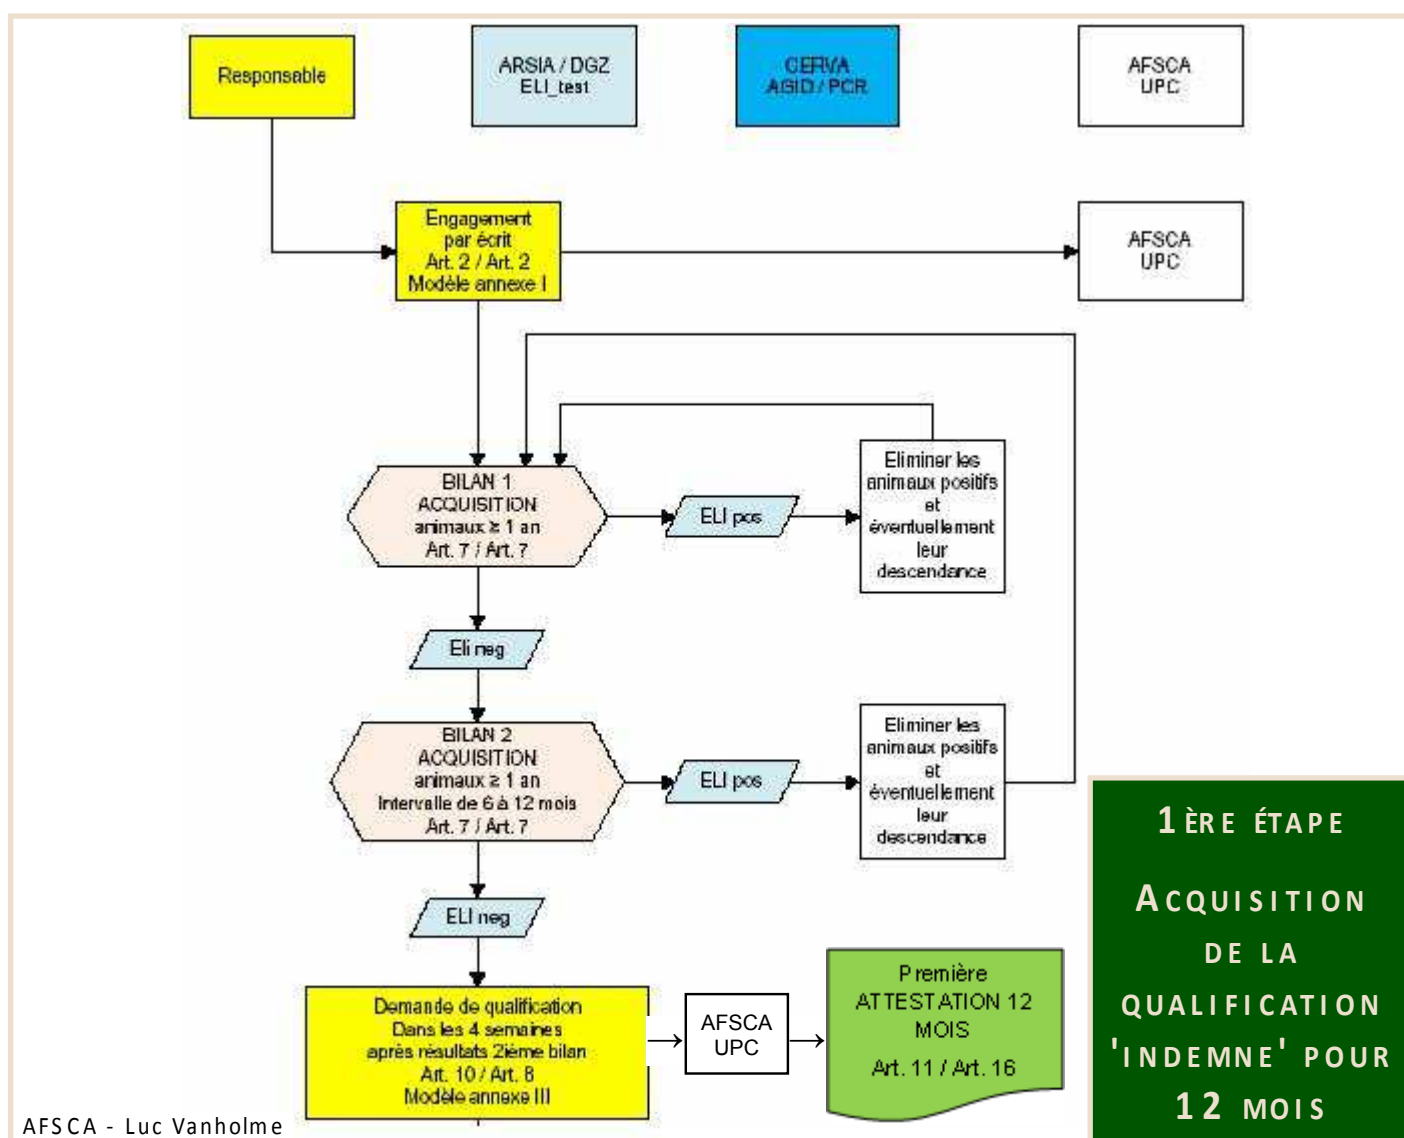 Responsable
ARSIA / DGZ
ELI_test
CERVA
AGID / PCR
AFSCA
UPC
Engagement
par écrit
Art. 2 / Art. 2
Modèle annexe I
AFSCA
UPC
BILAN 1
ACQUISITION
animaux ≥ 1 an
Art. 7 / Art. 7
ELI pos
Eliminer les
animaux positifs
et
éventuellement
leur
descendance
Eli neg
BILAN 2
ACQUISITION
animaux ≥ 1 an
Intervalle de 6 à 12 mois
Art. 7 / Art. 7
ELI pos
Eliminer les
animaux positifs
et
éventuellement
leur
descendance
ELI neg
Demande de qualification
Dans les 4 semaines
après résultats 2ième bilan
Art. 10 / Art. 8
Modèle annexe III
AFSCA
UPC
Première
ATTESTATION 12
MOIS
Art. 11 / Art. 16
1ÈRE ÉTAPE
ACQUISITION
DE LA
QUALIFICATION
'INDEMNE' POUR
12 MOIS
AFSCA - Luc Vanholme